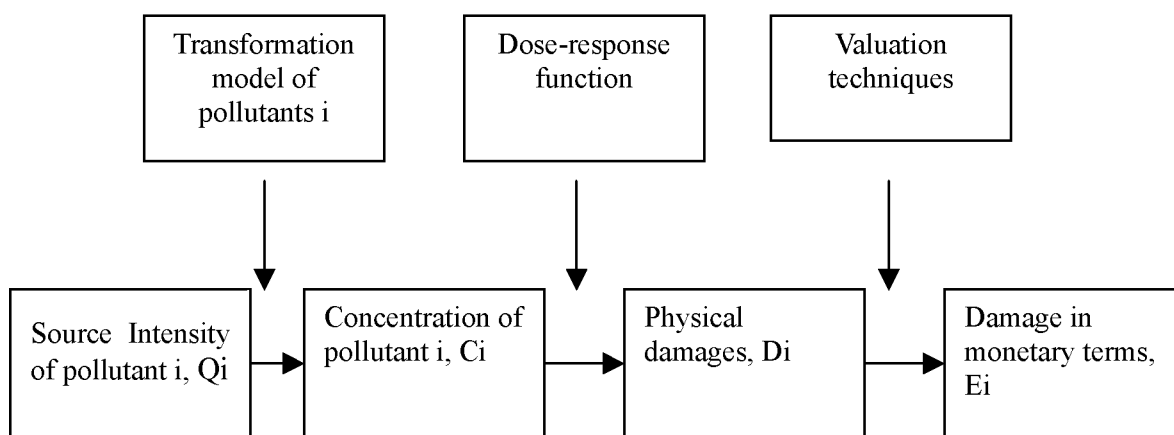 Transformation
model of
pollutants i
Dose-response
function
Valuation
techniques
Source Intensity
of pollutant i, Qi
Concentration of
pollutant i, Ci
Physical
damages, Di
Damage in
monetary terms,
Ei